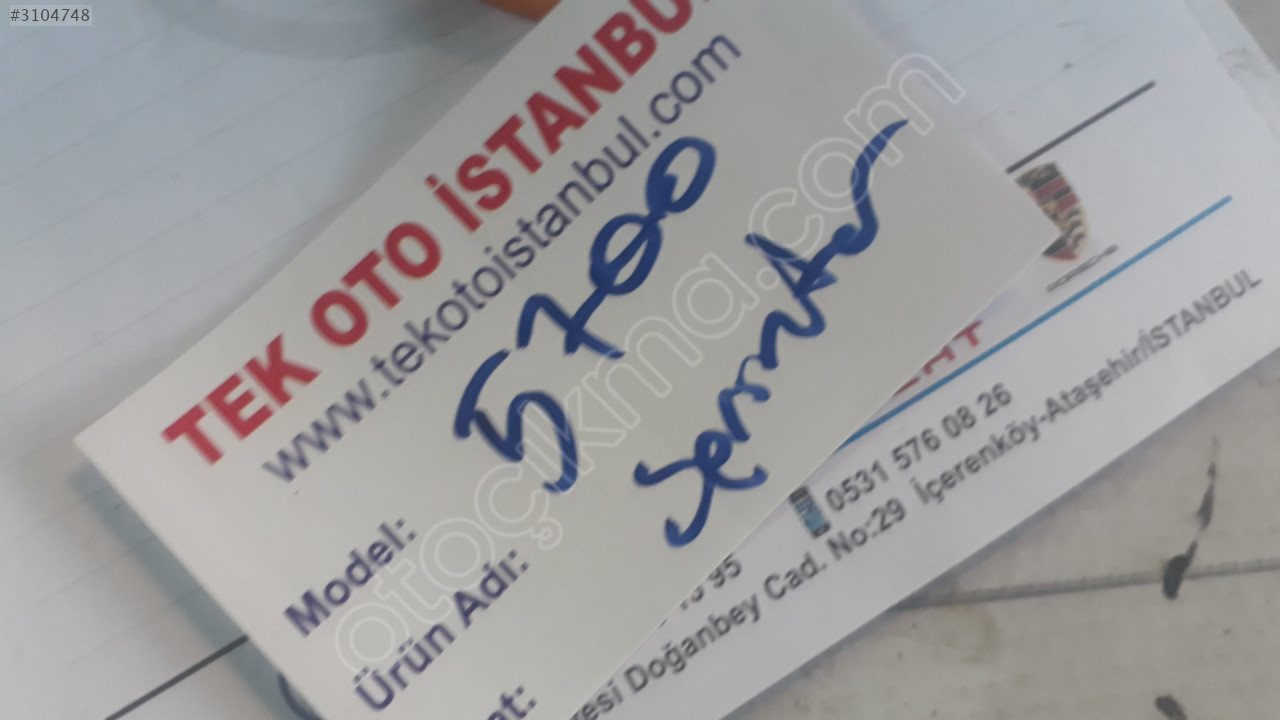 #3104748
TEK OTO İSTANBUL
www.tekotoistanbul.com
5700
Model:
Ürün Adı:
otoçıkma.com
0531 576 08 26
95
Doğanbey Cad. No:29 İçerenköy-Ataşehir/İSTANBUL